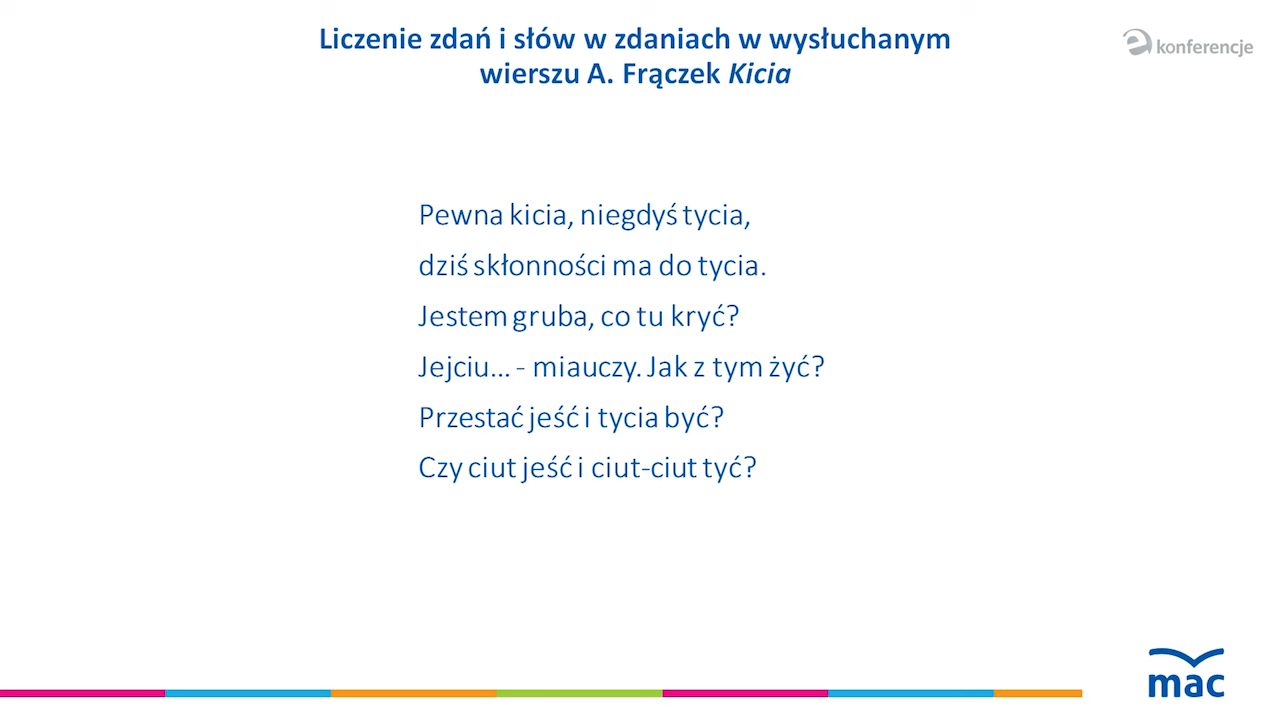 Liczenie zdań i słów w zdaniach w wysłuchanym
wierszu A. Frączek Kicia
e konferencje
Pewna kicia, niegdyś tycia,
dziś skłonności ma do tycia.
Jestem gruba, co tu kryć?
Jejciu... - miauczy. Jak z tym żyć?
Przestać jeść i tycia być?
Czy ciut jeść i ciut-ciut tyć?
mac